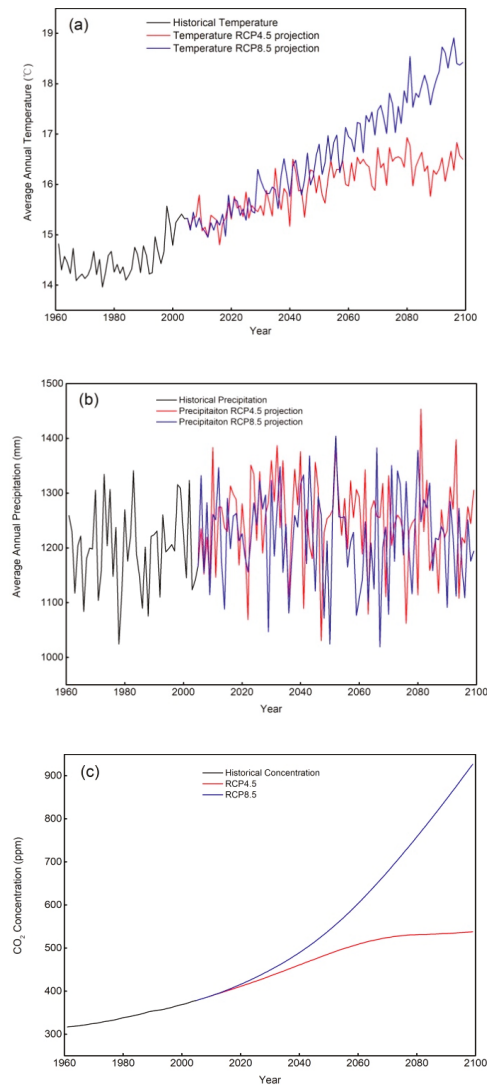 (a)
Historical Temperature
Temperature RCP4.5 projection
Temperature RCP8.5 projection
Average Annual Temperature (℃)
19
18
17
16
15
14
1960 1980 2000 2020 2040 2060 2080 2100
Year
(b)
Historical Precipitation
Precipitaiton RCP4.5 projection
Precipitaiton RCP8.5 projection
Average Annual Precipitation (mm)
1500
1400
1300
1200
1100
1000
1960 1980 2000 2020 2040 2060 2080 2100
Year
(c)
Historical Concentration
RCP4.5
RCP8.5
CO₂ Concentration (ppm)
900
800
700
600
500
400
300
1960 1980 2000 2020 2040 2060 2080 2100
Year